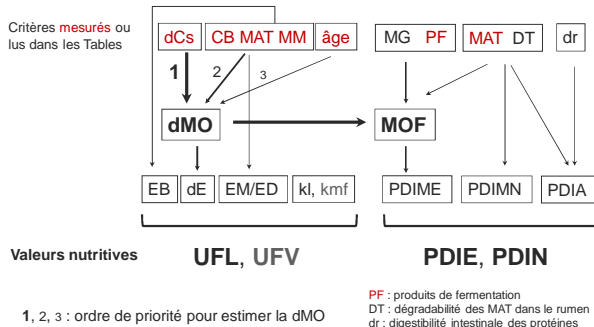 Critères mesurés ou
lus dans les Tables
dCs CB MAT MM âge MG PF MAT DT dr
1 2 3
dMO MOF
EB dE EM/ED kl, kmf PDIME PDIMN PDIA
Valeurs nutritives UFL, UFV PDIE, PDIN
1, 2, 3 : ordre de priorité pour estimer la dMO
PF : produits de fermentation
DT : dégradabilité des MAT dans le rumen
dr : digestibilité intestinale des protéines